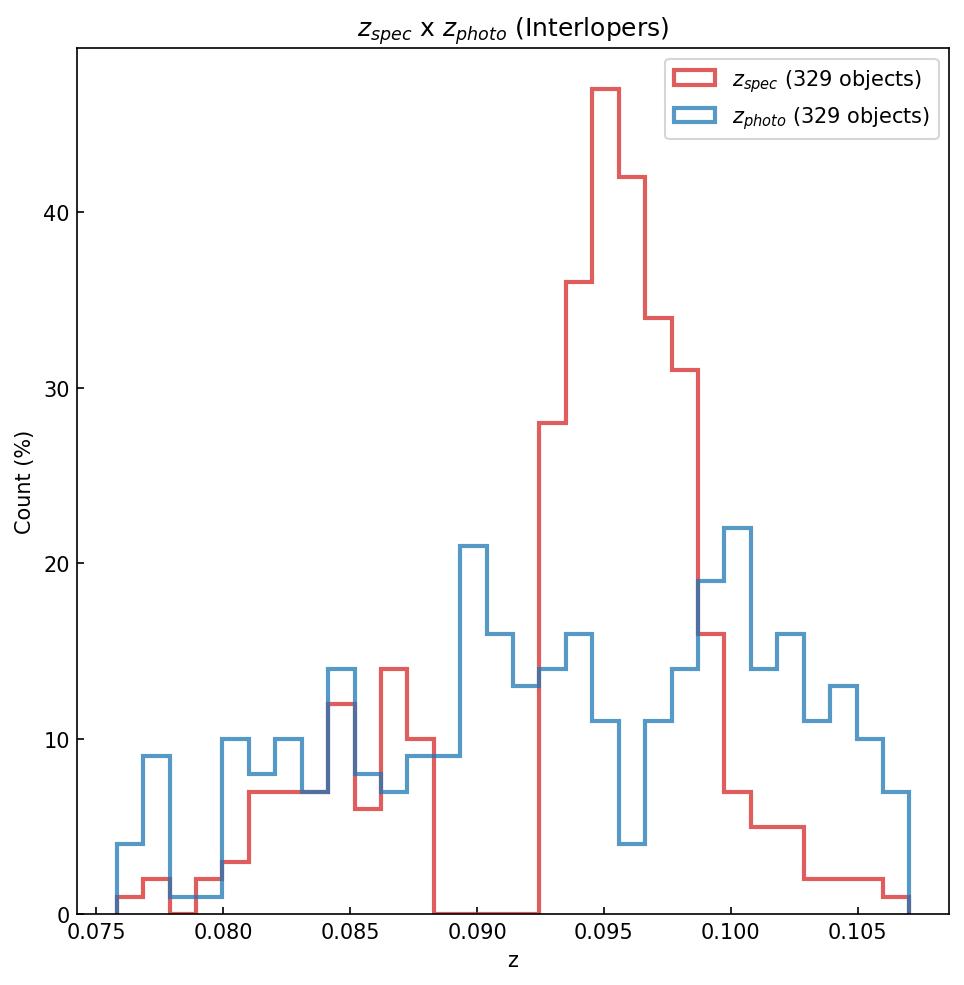 z_spec x z_photo (Interlopers)
z_spec (329 objects)
z_photo (329 objects)
Count (%)
40
30
20
10
0
0.075 0.080 0.085 0.090 0.095 0.100 0.105
z